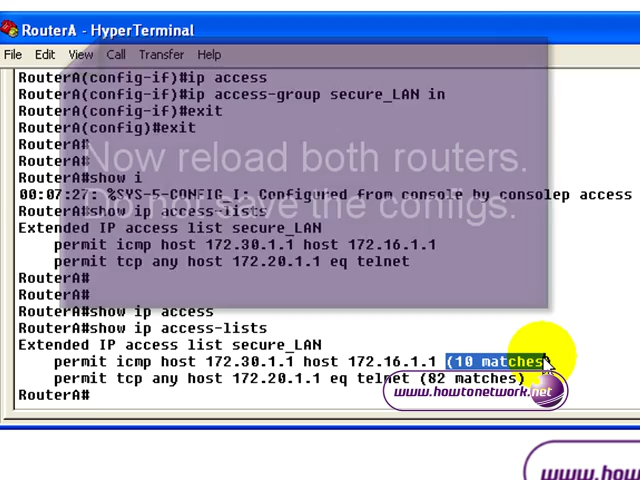 RouterA - HyperTerminal
File Edit View Call Transfer Help
RouterA(config-if)#ip access
RouterA(config-if)#ip access-group secure_LAN in
RouterA(config-if)#exit
RouterA(config)#exit
RouterA#
RouterA#
RouterA#show i
00:07:27: %SYS-5-CONFIG_I: Configured from console by consolep access
RouterA#show ip access-lists
Extended IP access list secure_LAN
permit icmp host 172.30.1.1 host 172.16.1.1
permit tcp any host 172.20.1.1 eq telnet
RouterA#
RouterA#
RouterA#show ip access
RouterA#show ip access-lists
Extended IP access list secure_LAN
permit icmp host 172.30.1.1 host 172.16.1.1 (10 matches)
permit tcp any host 172.20.1.1 eq telnet (82 matches)
RouterA#
Now reload both routers.
Do not save the configs.
www.howtonetwork.net
www.how